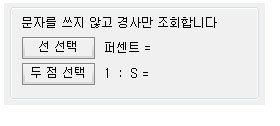 문자를 쓰지 않고 경사만 조회합니다
선 선택 퍼센트 =
두 점 선택 1 : S =